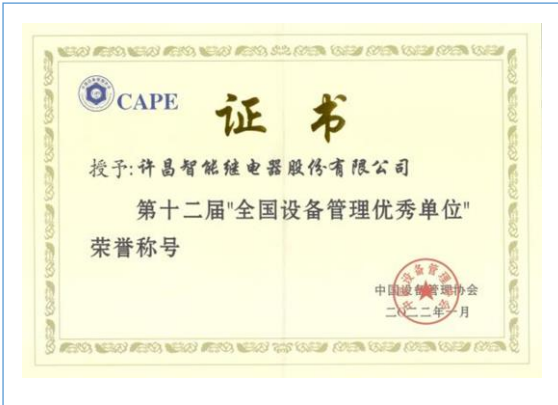 CAPE
证书
授予:许昌智能继电器股份有限公司
第十二届"全国设备管理优秀单位"
荣誉称号
中国设备管理协会
二〇二二年一月